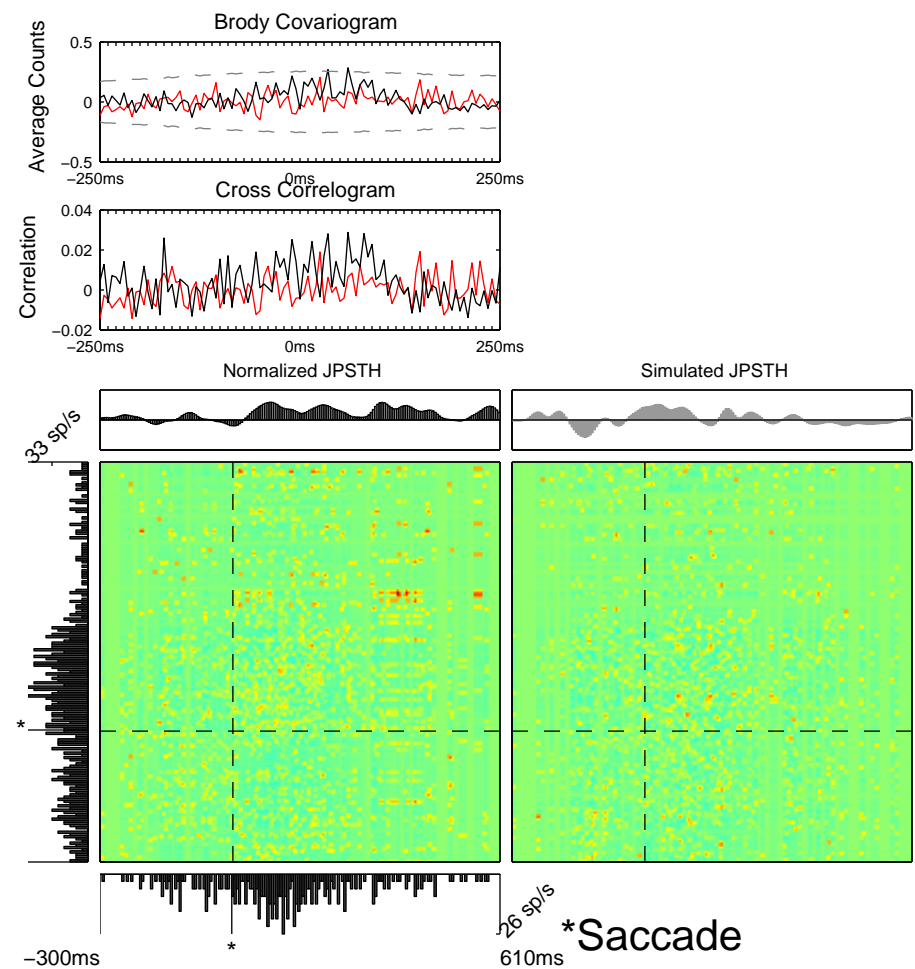 Brody Covariogram
Average Counts
0.5
0
−0.5
−250ms
0ms
250ms
Cross Correlogram
Correlation
0.04
0.02
0
−0.02
−250ms
0ms
250ms
Normalized JPSTH
Simulated JPSTH
33 sp/s
*
*
26 sp/s
*Saccade
−300ms
610ms